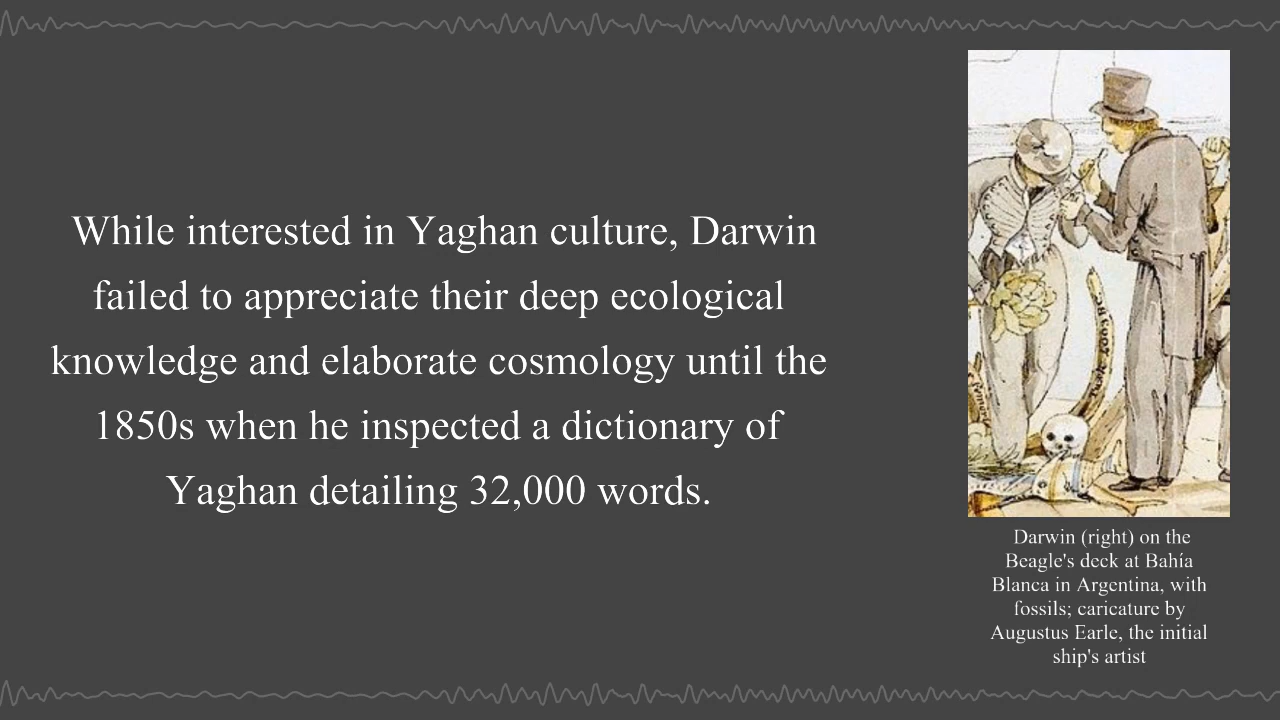 While interested in Yaghan culture, Darwin
failed to appreciate their deep ecological
knowledge and elaborate cosmology until the
1850s when he inspected a dictionary of
Yaghan detailing 32,000 words.
Darwin (right) on the
Beagle's deck at Bahía
Blanca in Argentina, with
fossils; caricature by
Augustus Earle, the initial
ship's artist